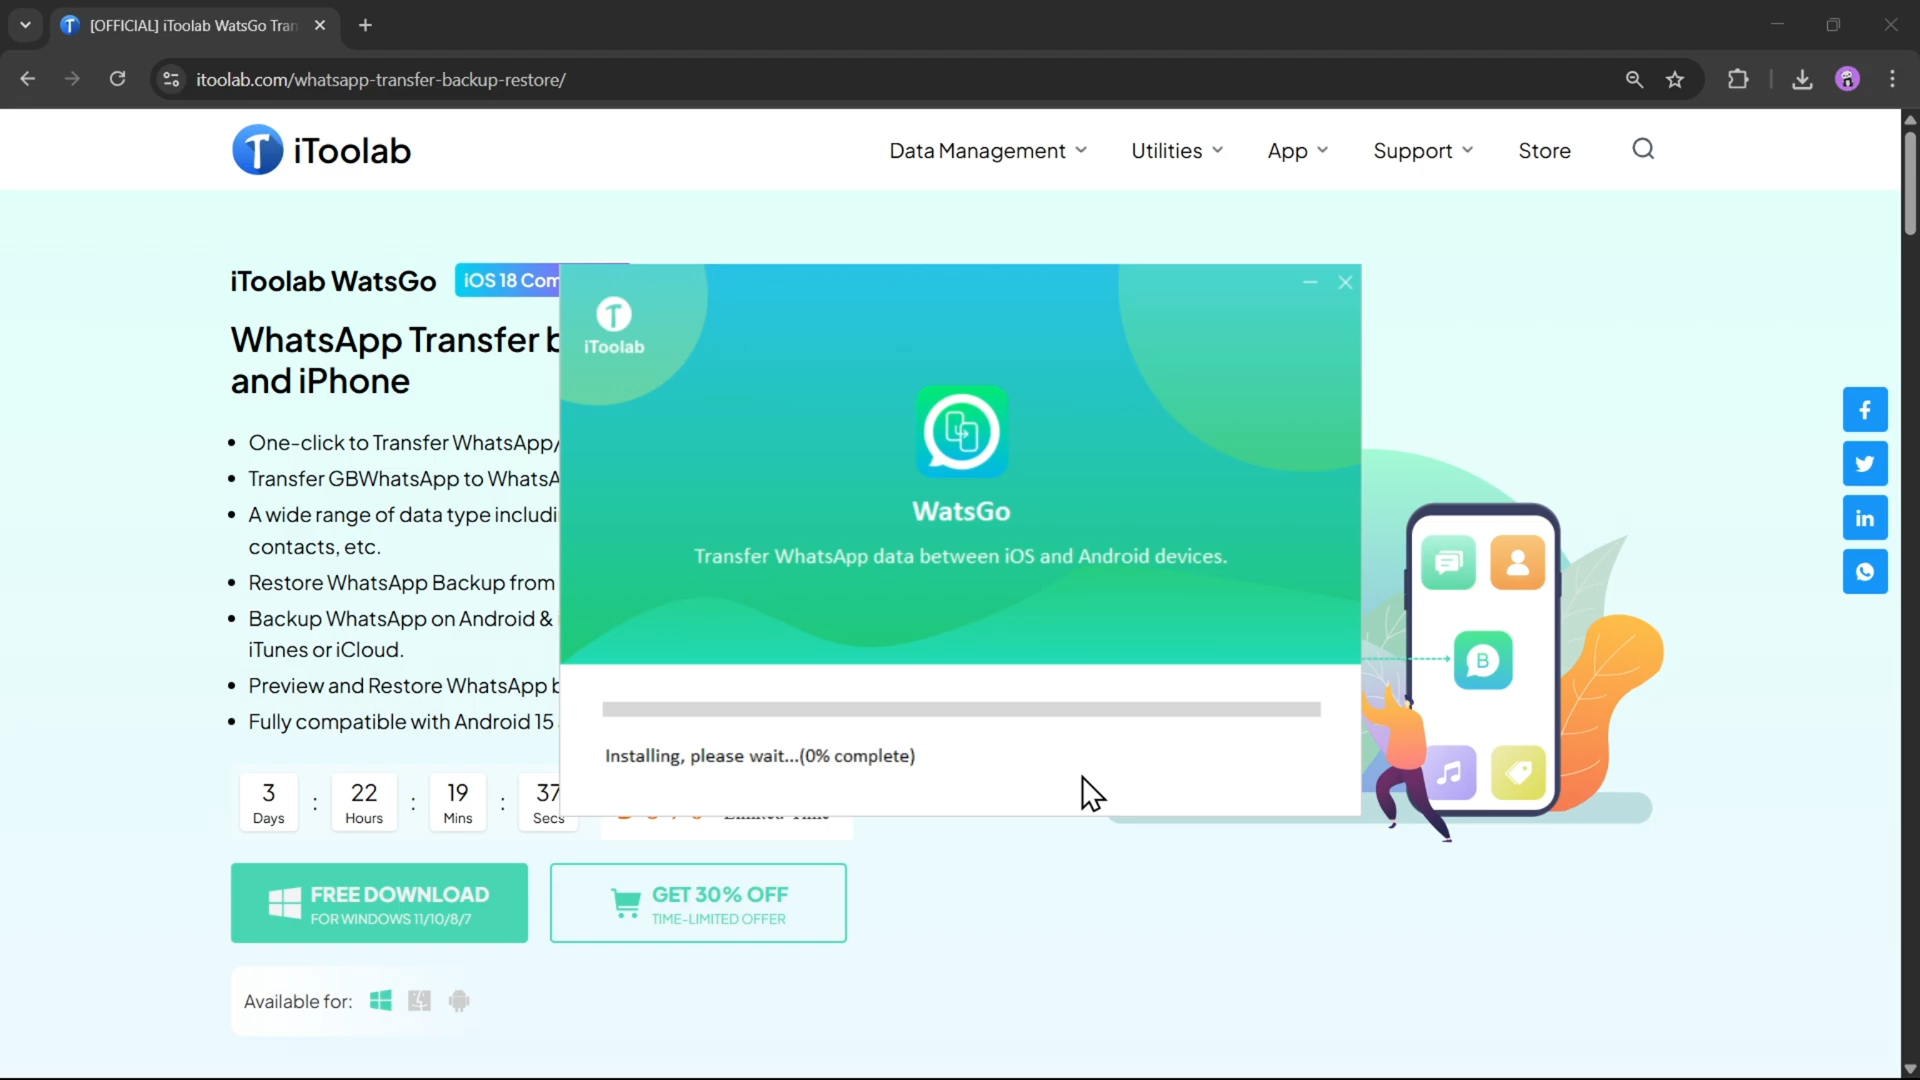 [OFFICIAL] iToolab WatsGo Tran
itoolab.com/whatsapp-transfer-backup-restore/
iToolab
Data Management
Utilities
App
Support
Store
iToolab WatsGo
iOS 18 Com
WhatsApp Transfer b
and iPhone
One-click to Transfer WhatsApp/
Transfer GBWhatsApp to WhatsA
A wide range of data type includi
contacts, etc.
Restore WhatsApp Backup from
Backup WhatsApp on Android &
iTunes or iCloud.
Preview and Restore WhatsApp b
Fully compatible with Android 15
iToolab
WatsGo
Transfer WhatsApp data between iOS and Android devices.
Installing, please wait...(0% complete)
3 : 22 : 19 : 37
Days Hours Mins Secs
FREE DOWNLOAD
FOR WINDOWS 11/10/8/7
GET 30% OFF
TIME-LIMITED OFFER
Available for:
B